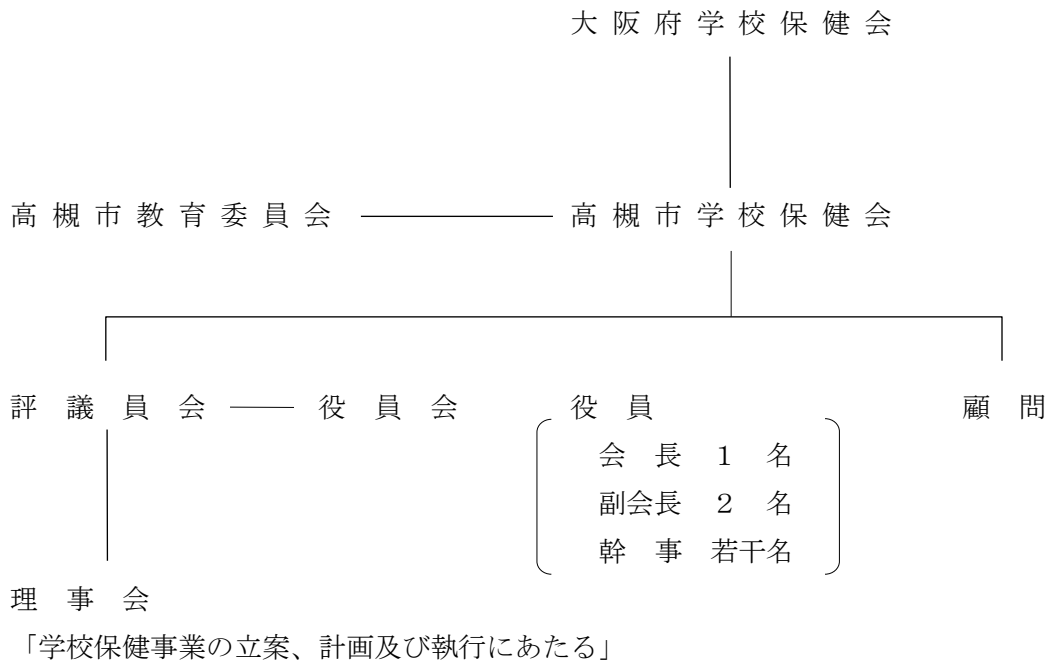 大阪府学校保健会
高槻市教育委員会 高槻市学校保健会
評議員会 役員会 役員 顧問
会長 1 名
副会長 2 名
幹事 若干名
理事会
「学校保健事業の立案、計画及び執行にあたる」